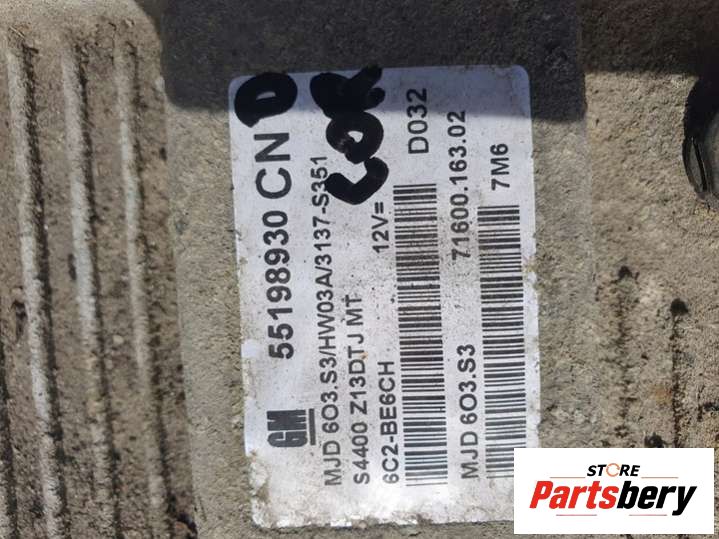 GM 55198930 CN D
MJD 6O3.S3/HW03A/3137-S351
COR
S4400 Z13DTJ MT
6C2-BE6CH 12V= D032
MJD 6O3.S3 71600.163.02
7M6
STORE
Partsbery